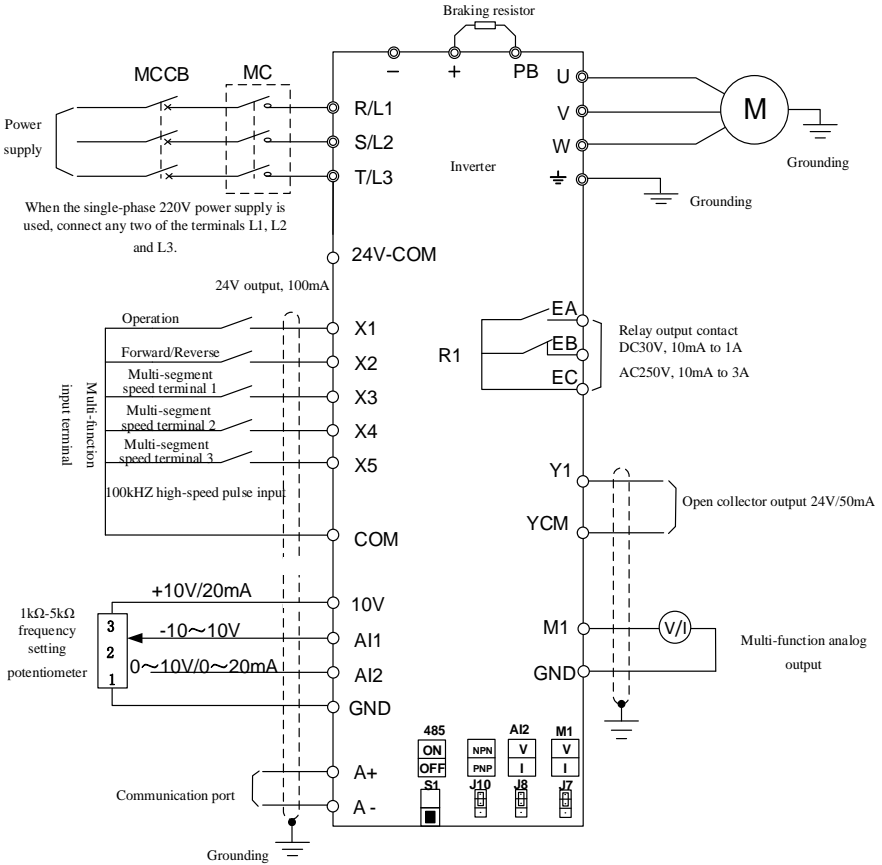 Braking resistor
MCCB
MC
−
+
PB
U
V
W
M
R/L1
S/L2
T/L3
Power
supply
Inverter
Grounding
Grounding
When the single-phase 220V power supply is
used, connect any two of the terminals L1, L2
and L3.
24V-COM
24V output, 100mA
Operation
X1
Forward/Reverse
X2
Multi-segment
speed terminal 1
X3
Multi-segment
speed terminal 2
X4
Multi-segment
speed terminal 3
X5
100kHZ high-speed pulse input
COM
Multi-function
input terminal
R1
EA
EB
EC
Relay output contact
DC30V, 10mA to 1A
AC250V, 10mA to 3A
Y1
YCM
Open collector output 24V/50mA
+10V/20mA
10V
1kΩ-5kΩ
frequency
setting
potentiometer
3
2
1
-10～10V
AI1
0～10V/0～20mA
AI2
GND
M1
GND
V/I
Multi-function analog
output
485
ON
OFF
S1
NPN
PNP
J10
AI2
V
I
J8
M1
V
I
J7
Communication port
A+
A -
Grounding